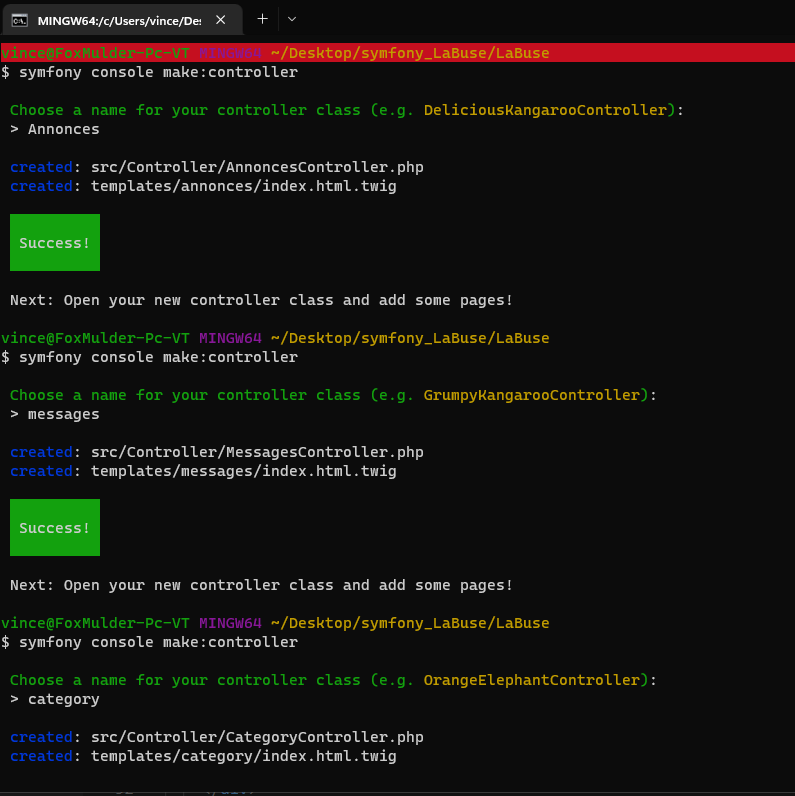 MINGW64:/c/Users/vince/De
vince@FoxMulder-Pc-VT MINGW64 ~/Desktop/symfony_LaBuse/LaBuse
$ symfony console make:controller
Choose a name for your controller class (e.g. DeliciousKangarooController):
> Annonces
created: src/Controller/AnnoncesController.php
created: templates/annonces/index.html.twig
Success!
Next: Open your new controller class and add some pages!
vince@FoxMulder-Pc-VT MINGW64 ~/Desktop/symfony_LaBuse/LaBuse
$ symfony console make:controller
Choose a name for your controller class (e.g. GrumpyKangarooController):
> messages
created: src/Controller/MessagesController.php
created: templates/messages/index.html.twig
Success!
Next: Open your new controller class and add some pages!
vince@FoxMulder-Pc-VT MINGW64 ~/Desktop/symfony_LaBuse/LaBuse
$ symfony console make:controller
Choose a name for your controller class (e.g. OrangeElephantController):
> category
created: src/Controller/CategoryController.php
created: templates/category/index.html.twig